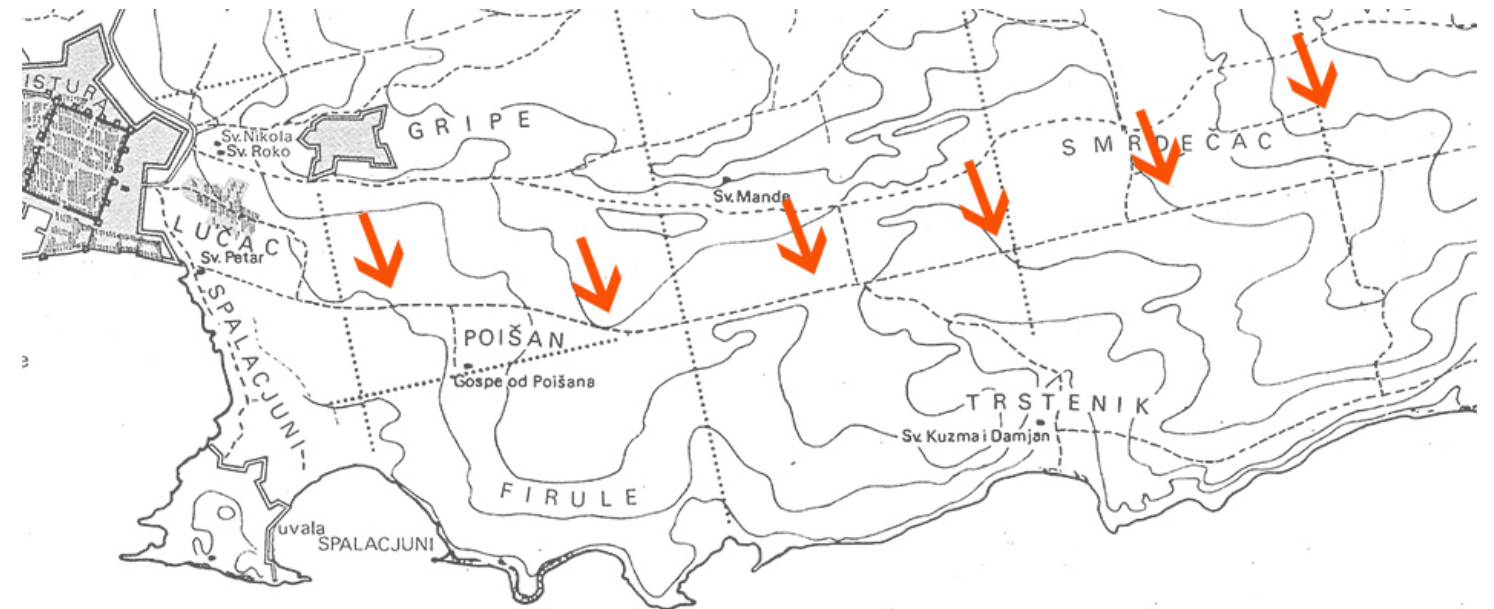 ISTURA
Sv. Nikola
Sv. Roko
GRIPE
SMRDEČAC
Sv. Mande
LUČAC
Sv. Petar
SPALACJUNI
POIŠAN
Gospe od Poišana
TRSTENIK
Sv. Kuzma i Damjan
FIRULE
uvala
SPALACJUNI
e